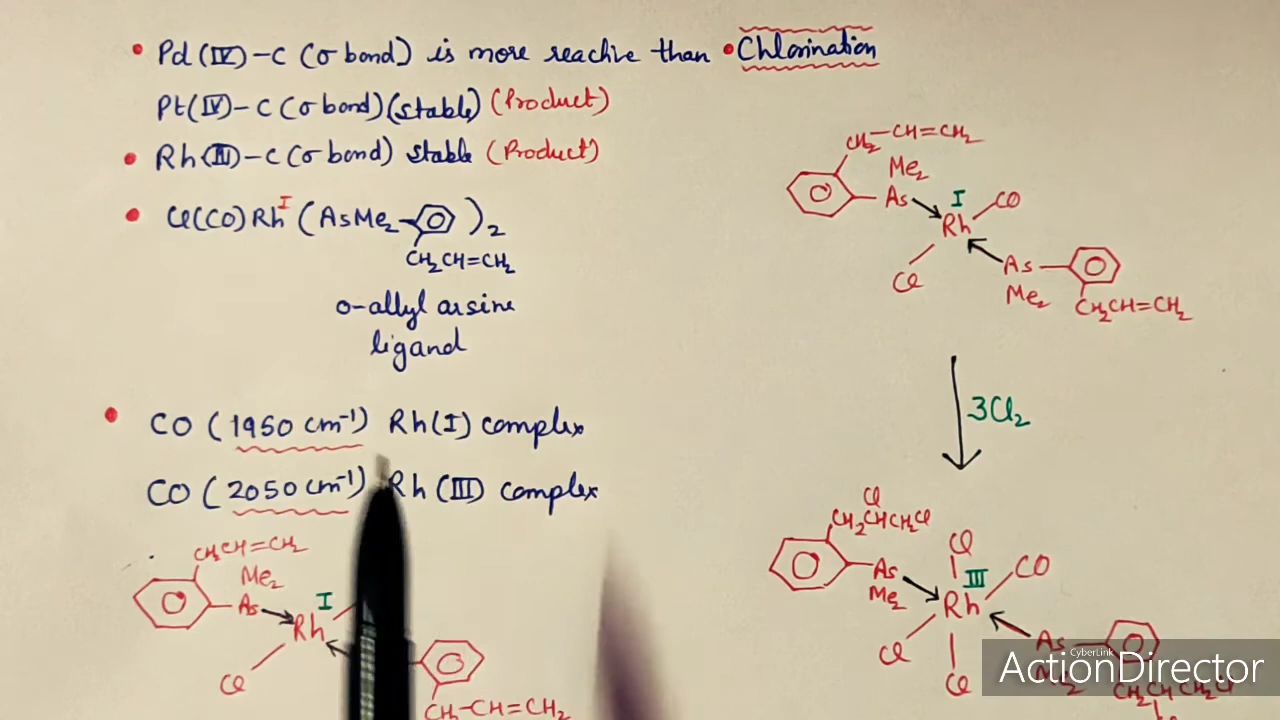 • Pd(IV)-C (σ bond) is more reactive than
Pt(IV)-C (σ bond)(stable) (Product)
• Rh(III)-C (σ bond) stable (Product)
• Cl(CO)Rh^I (AsMe₂ )₂
CH₂CH=CH₂
o-allyl arsine
ligand
• CO (1950 cm⁻¹) Rh(I) complex
CO (2050 cm⁻¹) Rh(III) complex
CH₂CH=CH₂
Me₂
As
I
Rh
Cl
CH₂-CH=CH₂
• Chlorination
CH₂-CH=CH₂
Me₂
As
I
CO
Rh
As
Cl
Me₂
CH₂CH=CH₂
3Cl₂
Cl
CH₂CHCH₂Cl
Cl
As
III
CO
Me₂
Rh
As
Cl
Me₂
Cl
CyberLink
ActionDirector